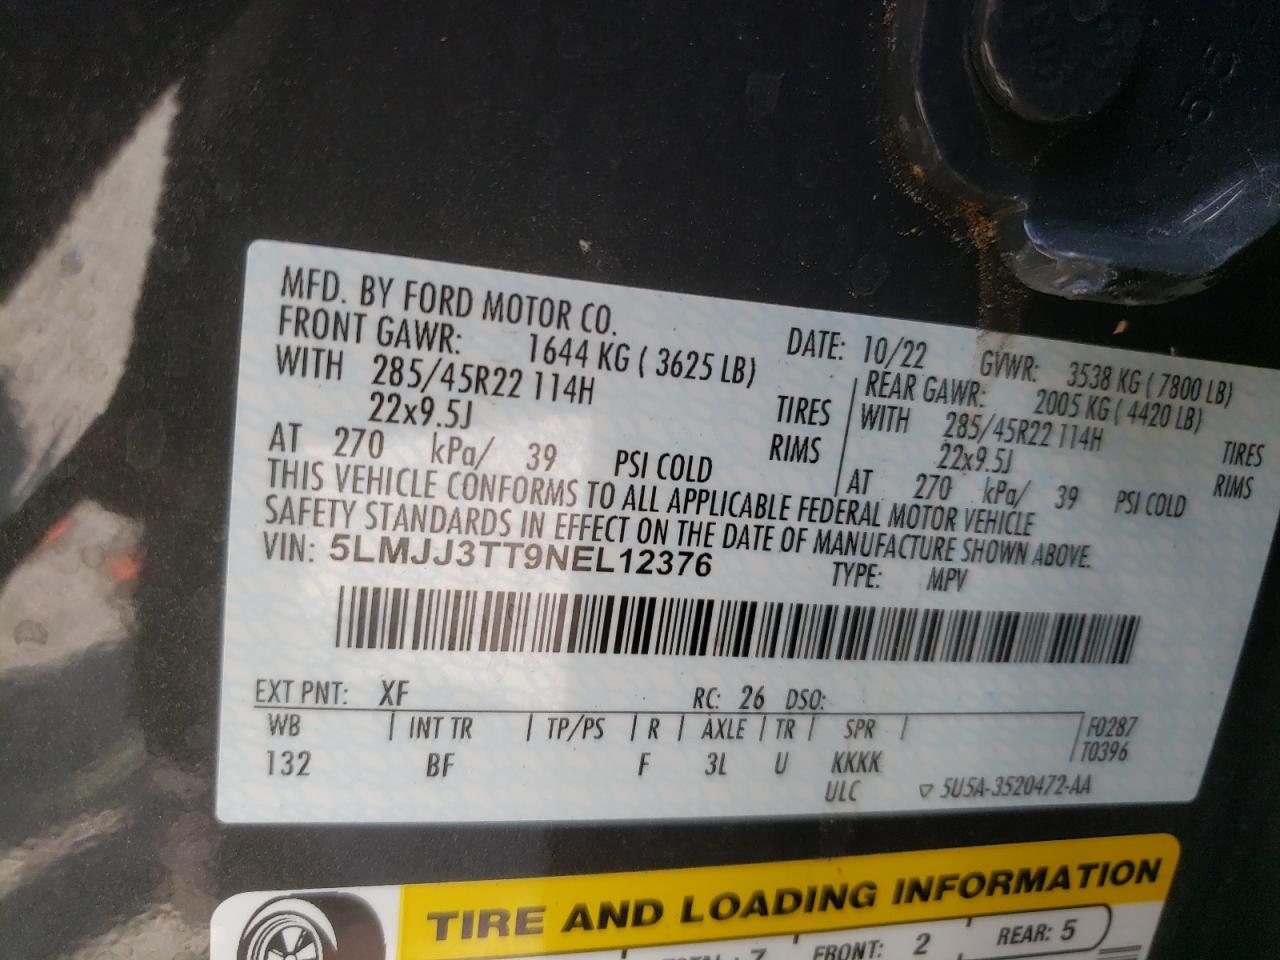 MFD. BY FORD MOTOR CO. DATE: 10/22 GVWR: 3538 KG ( 7800 LB)
FRONT GAWR: 1644 KG ( 3625 LB) REAR GAWR: 2005 KG ( 4420 LB)
WITH 285/45R22 114H TIRES WITH 285/45R22 114H TIRES
22x9.5J RIMS 22x9.5J RIMS
AT 270 kPa/ 39 PSI COLD AT 270 kPa/ 39 PSI COLD
THIS VEHICLE CONFORMS TO ALL APPLICABLE FEDERAL MOTOR VEHICLE
SAFETY STANDARDS IN EFFECT ON THE DATE OF MANUFACTURE SHOWN ABOVE.
VIN: 5LMJJ3TT9NEL12376 TYPE: MPV
EXT PNT: XF RC: 26 DSO:
WB INT TR TP/PS R AXLE TR SPR F0287
132 BF F 3L U KKKK T0396
ULC ▽ 5U5A-3520472-AA
TIRE AND LOADING INFORMATION
7 FRONT: 2 REAR: 5